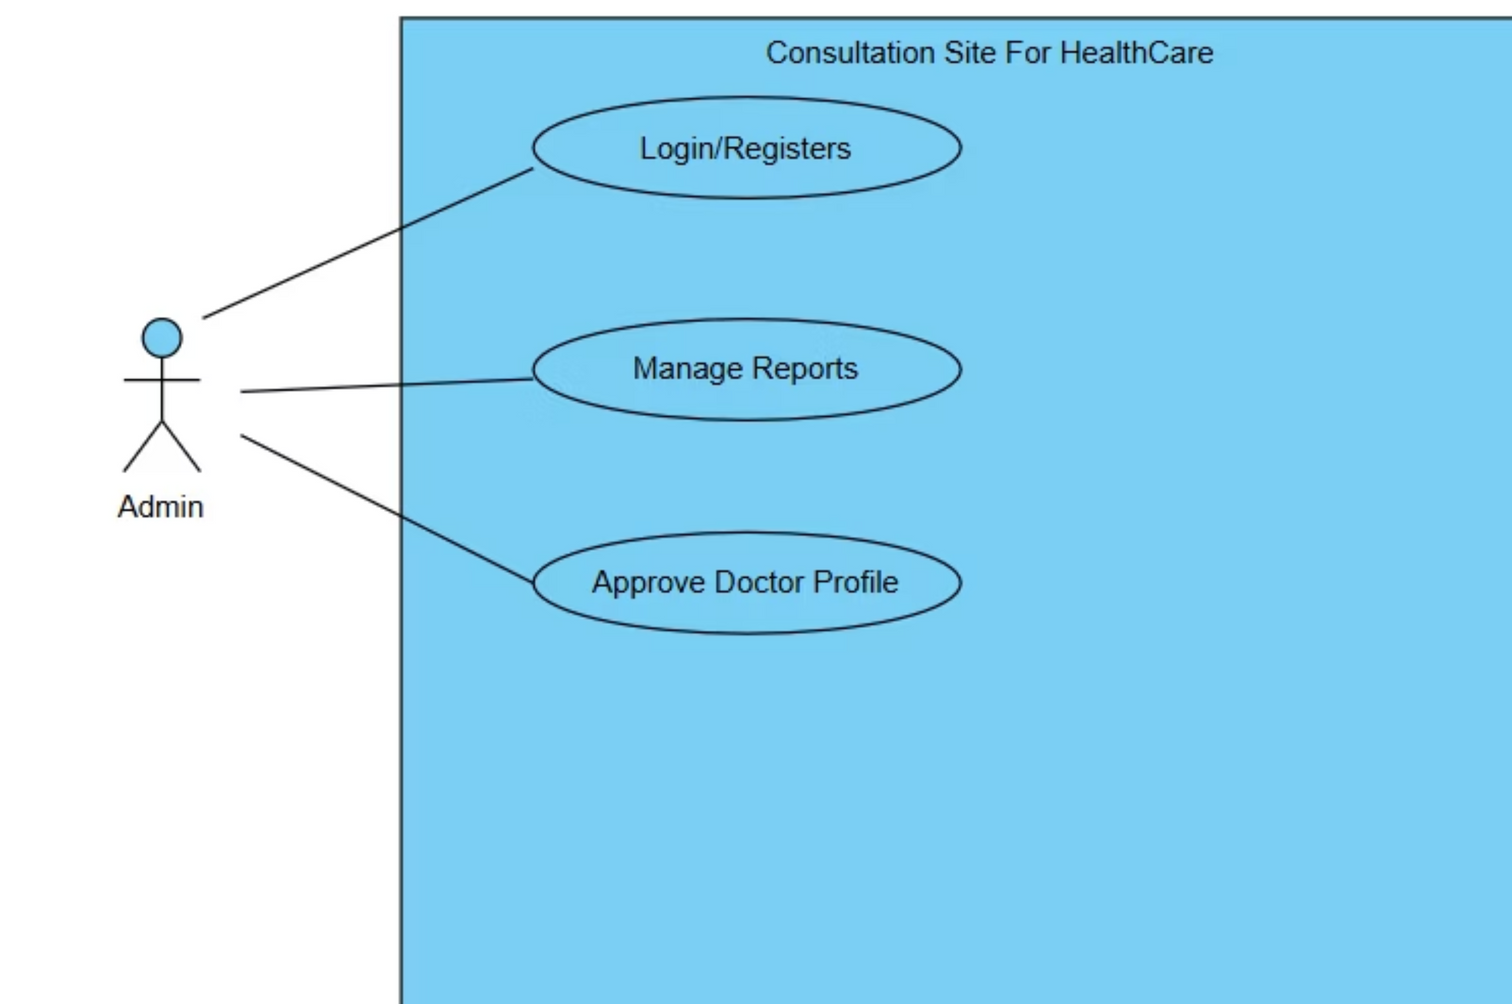 Consultation Site For HealthCare
Login/Registers
Manage Reports
Admin
Approve Doctor Profile